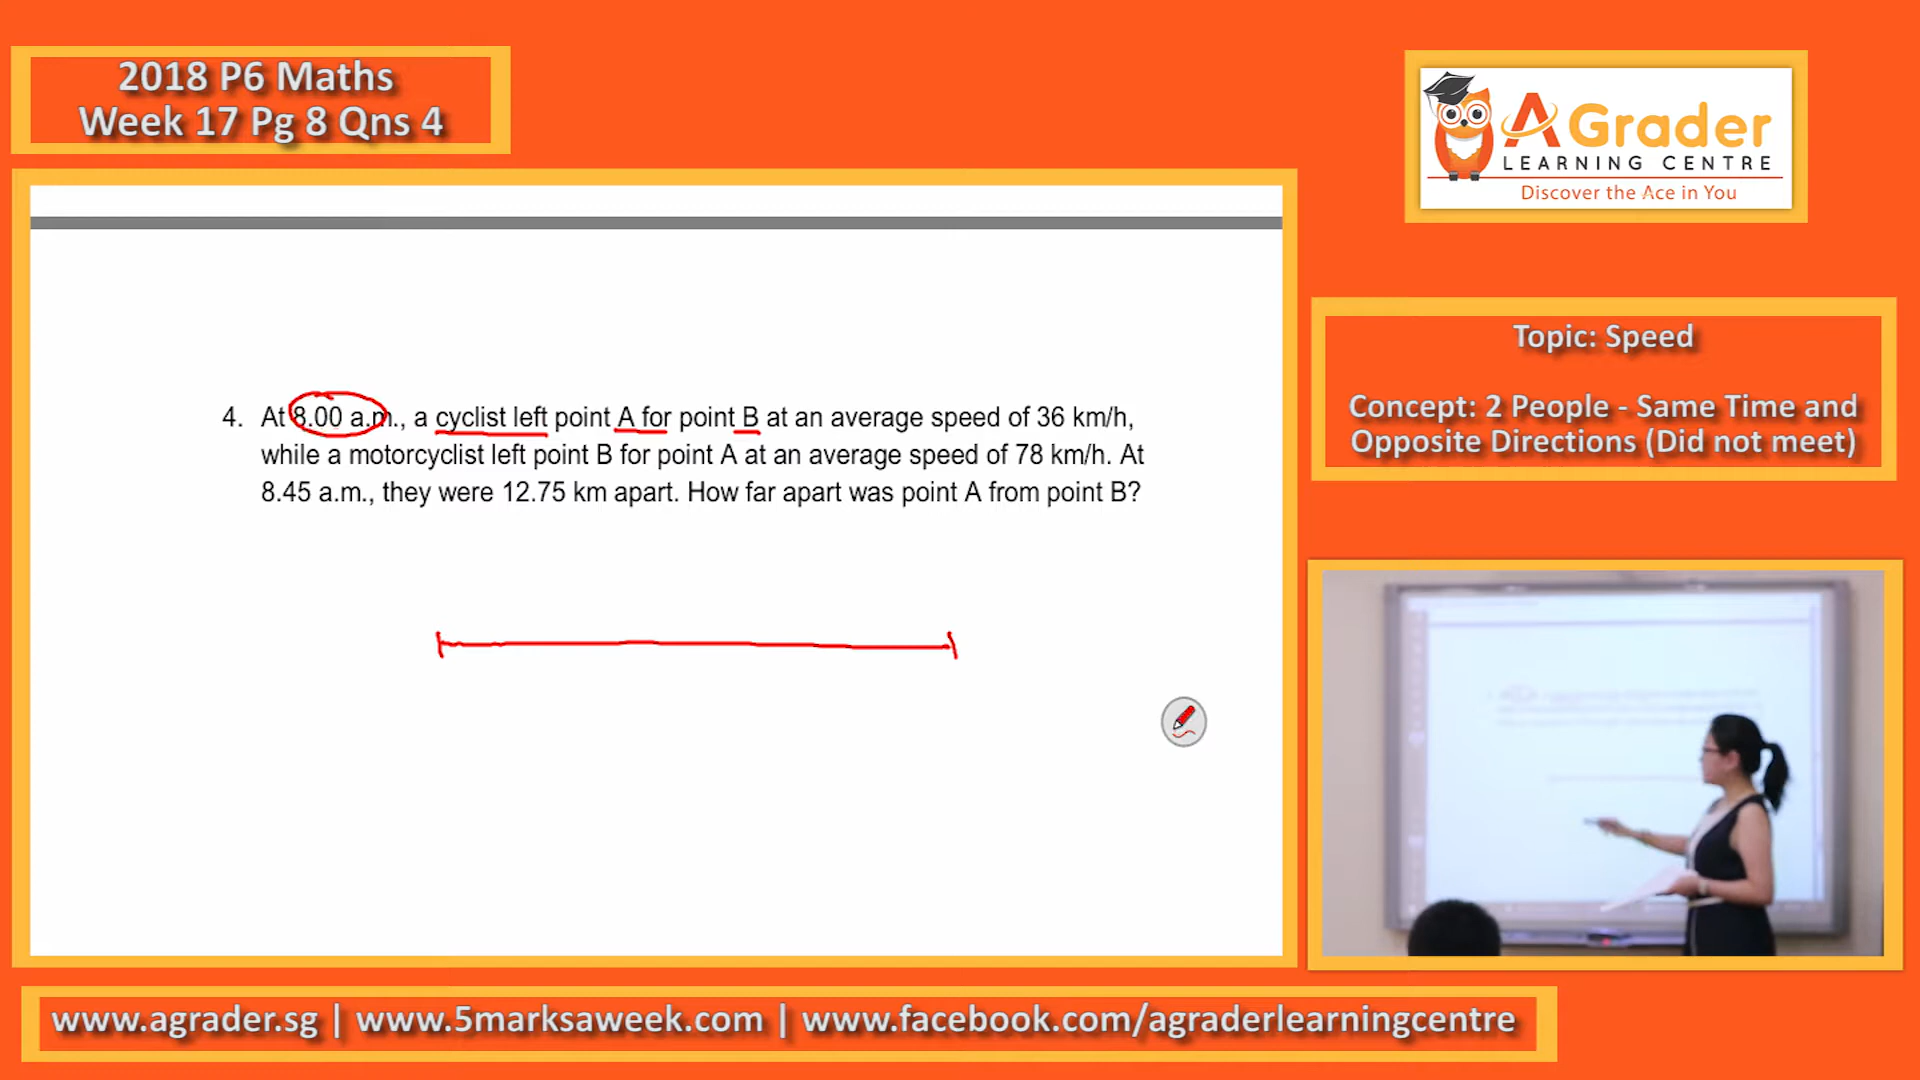 2018 P6 Maths
Week 17 Pg 8 Qns 4
A Grader
LEARNING CENTRE
Discover the Ace in You
Topic: Speed
Concept: 2 People - Same Time and
Opposite Directions (Did not meet)
4. At 8.00 a.m., a cyclist left point A for point B at an average speed of 36 km/h,
while a motorcyclist left point B for point A at an average speed of 78 km/h. At
8.45 a.m., they were 12.75 km apart. How far apart was point A from point B?
www.agrader.sg | www.5marksaweek.com | www.facebook.com/agraderlearningcentre